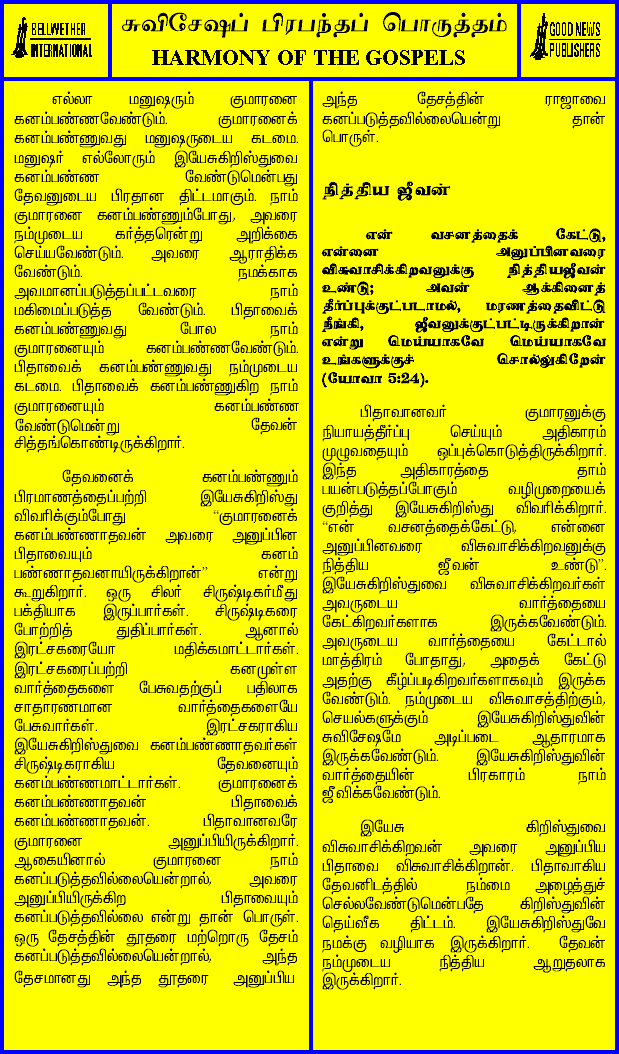 BELLWETHER
INTERNATIONAL
சுவிசேஷப் பிரபந்தப் பொருத்தம்
HARMONY OF THE GOSPELS
GOOD NEWS
PUBLISHERS
எல்லா மனுஷரும் குமாரனை
கனம்பண்ணவேண்டும். குமாரனைக்
கனம்பண்ணுவது மனுஷருடைய கடமை.
மனுஷர் எல்லோரும் இயேசுகிறிஸ்துவை
கனம்பண்ண வேண்டுமென்பது
தேவனுடைய பிரதான திட்டமாகும். நாம்
குமாரனை கனம்பண்ணும்போது, அவரை
நம்முடைய கர்த்தரென்று அறிக்கை
செய்யவேண்டும். அவரை ஆராதிக்க
வேண்டும். நமக்காக
அவமானப்படுத்தப்பட்டவரை நாம்
மகிமைப்படுத்த வேண்டும். பிதாவைக்
கனம்பண்ணுவது போல நாம்
குமாரனையும் கனம்பண்ணவேண்டும்.
பிதாவைக் கனம்பண்ணுவது நம்முடைய
கடமை. பிதாவைக் கனம்பண்ணுகிற நாம்
குமாரனையும் கனம்பண்ண
வேண்டுமென்று தேவன்
சித்தங்கொண்டிருக்கிறார்.
தேவனைக் கனம்பண்ணும்
பிரமாணத்தைப்பற்றி இயேசுகிறிஸ்து
விவரிக்கும்போது “குமாரனைக்
கனம்பண்ணாதவன் அவரை அனுப்பின
பிதாவையும் கனம்
பண்ணாதவனாயிருக்கிறான்” என்று
கூறுகிறார். ஒரு சிலர் சிருஷ்டிகர்மீது
பக்தியாக இருப்பார்கள். சிருஷ்டிகரை
போற்றித் துதிப்பார்கள். ஆனால்
இரட்சகரையோ மதிக்கமாட்டார்கள்.
இரட்சகரைப்பற்றி கனமுள்ள
வார்த்தைகளை பேசுவதற்குப் பதிலாக
சாதாரணமான வார்த்தைகளையே
பேசுவார்கள். இரட்சகராகிய
இயேசுகிறிஸ்துவை கனம்பண்ணாதவர்கள்
சிருஷ்டிகராகிய தேவனையும்
கனம்பண்ணமாட்டார்கள். குமாரனைக்
கனம்பண்ணாதவன் பிதாவைக்
கனம்பண்ணாதவன். பிதாவானவரே
குமாரனை அனுப்பியிருக்கிறார்.
ஆகையினால் குமாரனை நாம்
கனப்படுத்தவில்லையென்றால், அவரை
அனுப்பியிருக்கிற பிதாவையும்
கனப்படுத்தவில்லை என்று தான் பொருள்.
ஒரு தேசத்தின் தூதரை மற்றொரு தேசம்
கனப்படுத்தவில்லையென்றால், அந்த
தேசமானது அந்த தூதரை அனுப்பிய
அந்த தேசத்தின் ராஜாவை
கனப்படுத்தவில்லையென்று தான்
பொருள்.
நித்திய ஜீவன்
என் வசனத்தைக் கேட்டு,
என்னை அனுப்பினவரை
விசுவாசிக்கிறவனுக்கு நித்தியஜீவன்
உண்டு; அவன் ஆக்கினைத்
தீர்ப்புக்குட்படாமல், மரணத்தைவிட்டு
நீங்கி, ஜீவனுக்குட்பட்டிருக்கிறான்
என்று மெய்யாகவே மெய்யாகவே
உங்களுக்குச் சொல்லுகிறேன்
(யோவா 5:24).
பிதாவானவர் குமாரனுக்கு
நியாயத்தீர்ப்பு செய்யும் அதிகாரம்
முழுவதையும் ஒப்புக்கொடுத்திருக்கிறார்.
இந்த அதிகாரத்தை தாம்
பயன்படுத்தப்போகும் வழிமுறையைக்
குறித்து இயேசுகிறிஸ்து விவரிக்கிறார்.
“என் வசனத்தைக்கேட்டு, என்னை
அனுப்பினவரை விசுவாசிக்கிறவனுக்கு
நித்திய ஜீவன் உண்டு”.
இயேசுகிறிஸ்துவை விசுவாசிக்கிறவர்கள்
அவருடைய வார்த்தையை
கேட்கிறவர்களாக இருக்கவேண்டும்.
அவருடைய வார்த்தையை கேட்டால்
மாத்திரம் போதாது, அதைக் கேட்டு
அதற்கு கீழ்ப்படிகிறவர்களாகவும் இருக்க
வேண்டும். நம்முடைய விசுவாசத்திற்கும்,
செயல்களுக்கும் இயேசுகிறிஸ்துவின்
சுவிசேஷமே அடிப்படை ஆதாரமாக
இருக்கவேண்டும். இயேசுகிறிஸ்துவின்
வார்த்தையின் பிரகாரம் நாம்
ஜீவிக்கவேண்டும்.
இயேசு கிறிஸ்துவை
விசுவாசிக்கிறவன் அவரை அனுப்பிய
பிதாவை விசுவாசிக்கிறான். பிதாவாகிய
தேவனிடத்தில் நம்மை அழைத்துச்
செல்லவேண்டுமென்பதே கிறிஸ்துவின்
தெய்வீக திட்டம். இயேசுகிறிஸ்துவே
நமக்கு வழியாக இருக்கிறார். தேவன்
நம்முடைய நித்திய ஆறுதலாக
இருக்கிறார்.